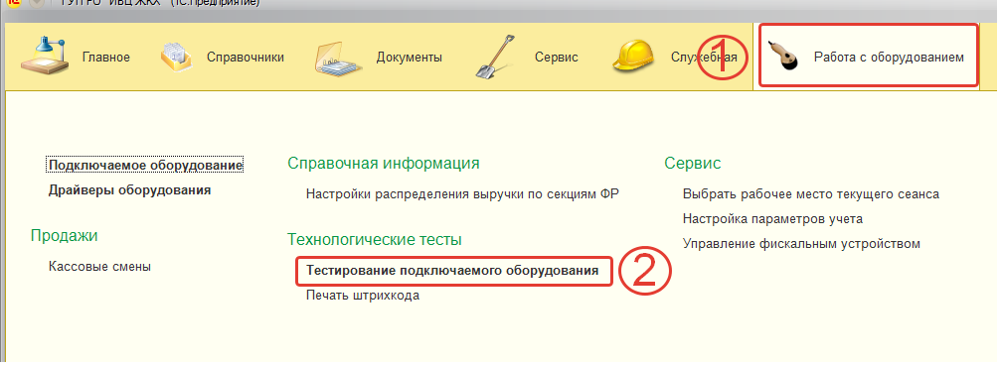 ГУП РО "ИВЦ ЖКХ" (1С:Предприятие)
Главное
Справочники
Документы
Сервис
Служебная
1
Работа с оборудованием
Подключаемое оборудование
Драйверы оборудования
Продажи
Кассовые смены
Справочная информация
Настройки распределения выручки по секциям ФР
Технологические тесты
Тестирование подключаемого оборудования
2
Печать штрихкода
Сервис
Выбрать рабочее место текущего сеанса
Настройка параметров учета
Управление фискальным устройством